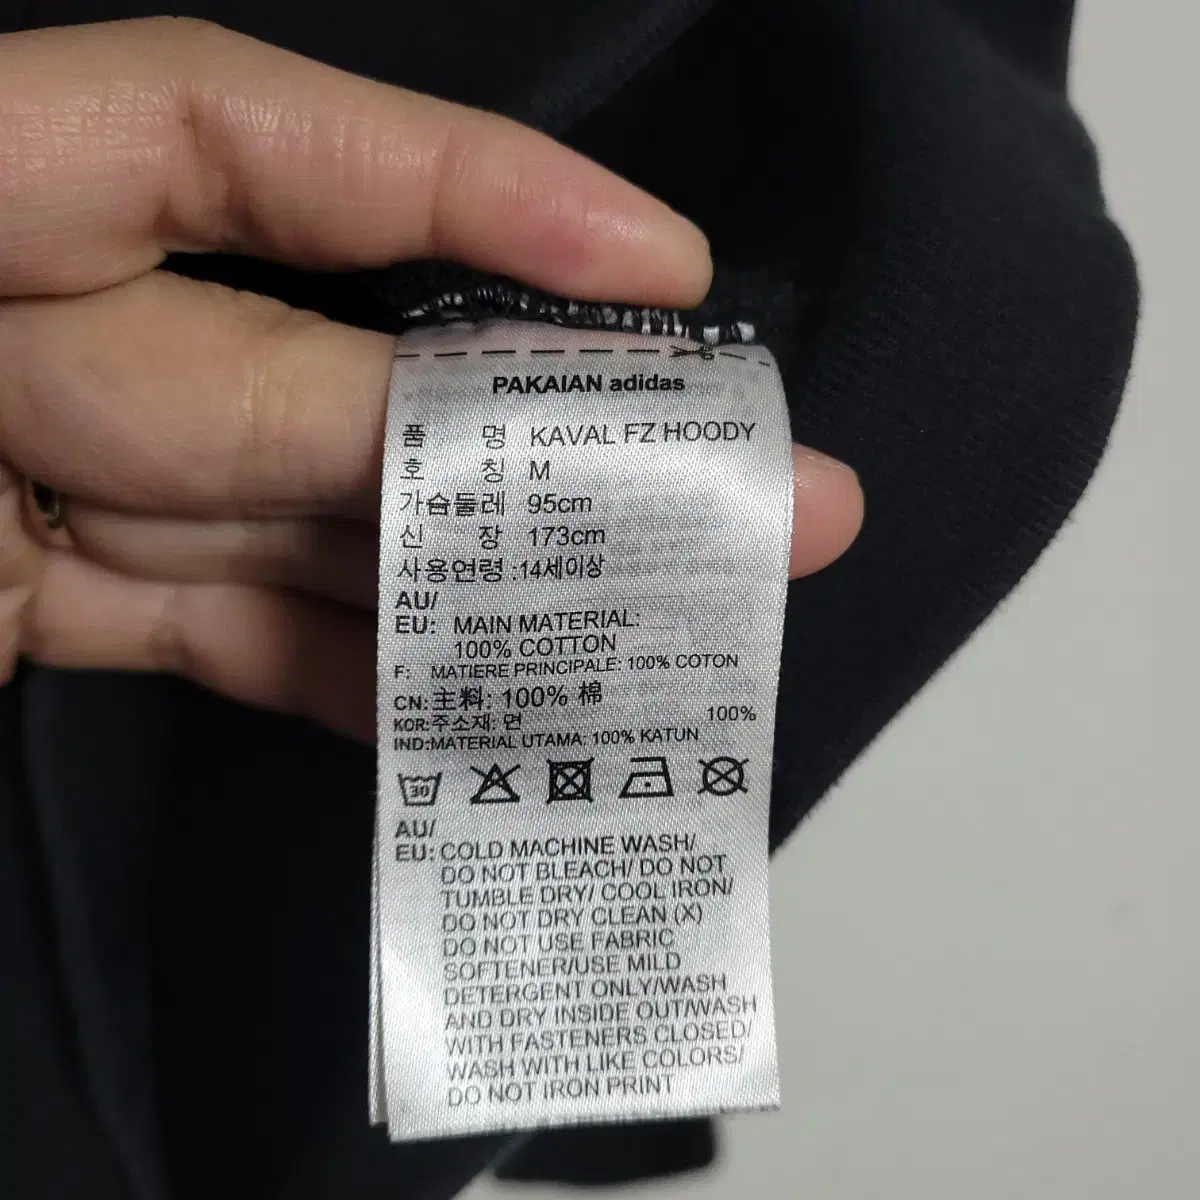 PAKAIAN adidas
품 명 KAVAL FZ HOODY
호 칭 M
가슴둘레 95cm
신 장 173cm
사용연령 :14세이상
AU/
EU: MAIN MATERIAL:
100% COTTON
F: MATIERE PRINCIPALE: 100% COTON
CN: 主料: 100% 棉
KOR:주소재: 면 100%
IND:MATERIAL UTAMA: 100% KATUN
30
AU/
EU: COLD MACHINE WASH/
DO NOT BLEACH/ DO NOT
TUMBLE DRY/ COOL IRON/
DO NOT DRY CLEAN (X)
DO NOT USE FABRIC
SOFTENER/USE MILD
DETERGENT ONLY/WASH
AND DRY INSIDE OUT/WASH
WITH FASTENERS CLOSED/
WASH WITH LIKE COLORS/
DO NOT IRON PRINT